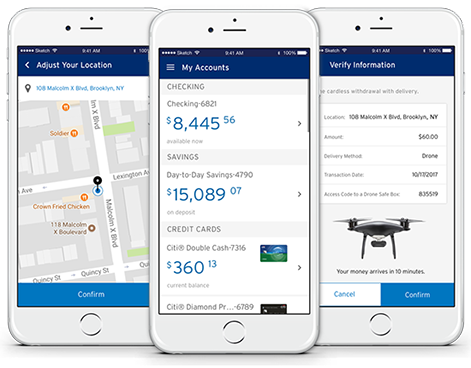 Sketch 9:41 AM 100%
Adjust Your Location
108 Malcolm X Blvd, Brooklyn, NY
Soldier
Malcolm X Blvd
Lexington Ave
Ave
Crown Fried Chicken
118 Malcolm X Boulevard
Malcolm X Blvd
Quincy St
Quincy St
Confirm
Sketch 9:41 AM 100%
My Accounts
CHECKING
Checking-6821
$8,445 56
available now
SAVINGS
Day-to-Day Savings-4790
$15,089 07
on deposit
CREDIT CARDS
Citi® Double Cash-7316
$360 13
current balance
Citi® Diamond Pr...-6789
Sketch 9:41 AM 100%
Verify Information
cardless withdrawal with delivery.
Location: 108 Malcolm X Blvd, Brooklyn, NY
Amount: $60.00
Delivery Method: Drone
Transaction Date: 10/17/2017
Access Code to a Drone Safe Box: 835519
Your money arrives in 10 minutes.
Cancel Confirm